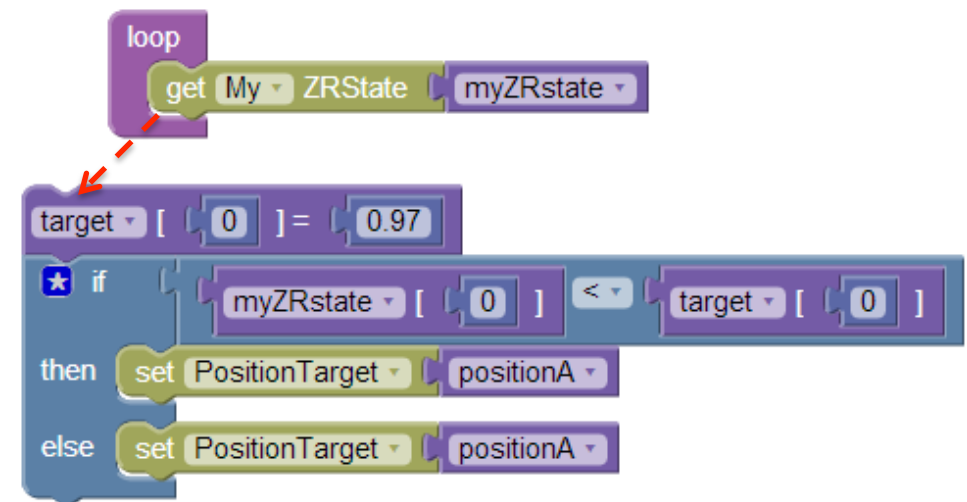 loop
get My ZRState myZRstate
target [ 0 ] = 0.97
if myZRstate [ 0 ] < target [ 0 ]
then set PositionTarget positionA
else set PositionTarget positionA